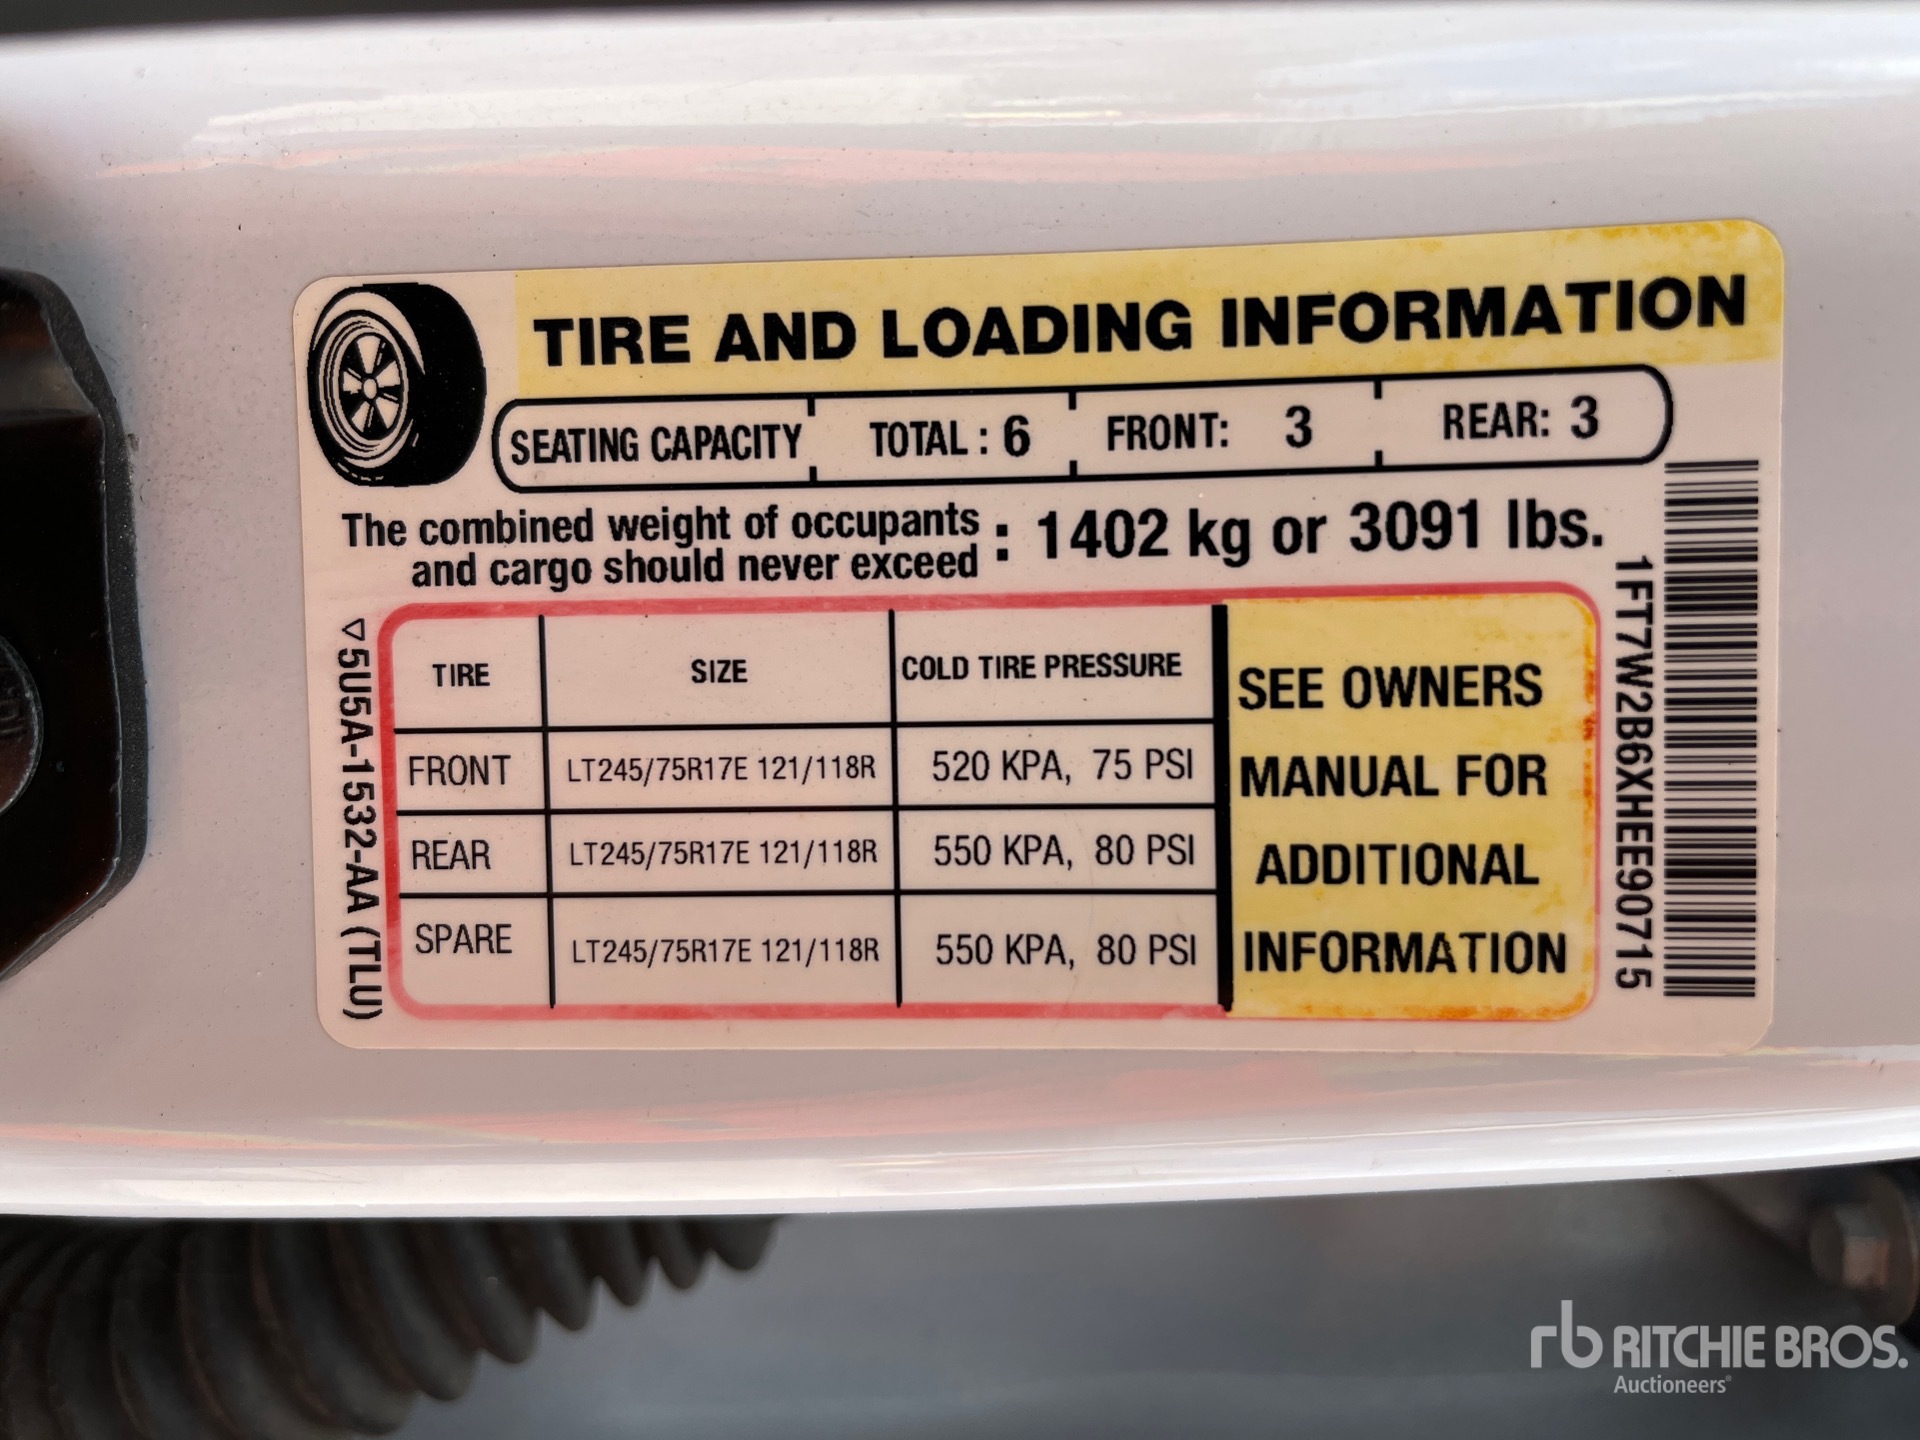 TIRE AND LOADING INFORMATION
SEATING CAPACITY TOTAL : 6 FRONT: 3 REAR: 3
The combined weight of occupants
and cargo should never exceed : 1402 kg or 3091 lbs.
TIRE SIZE COLD TIRE PRESSURE
FRONT LT245/75R17E 121/118R 520 KPA, 75 PSI
REAR LT245/75R17E 121/118R 550 KPA, 80 PSI
SPARE LT245/75R17E 121/118R 550 KPA, 80 PSI
SEE OWNERS
MANUAL FOR
ADDITIONAL
INFORMATION
5U5A-1532-AA (TLU)
1FT7W2B6XHEE90715
rb RITCHIE BROS.
Auctioneers